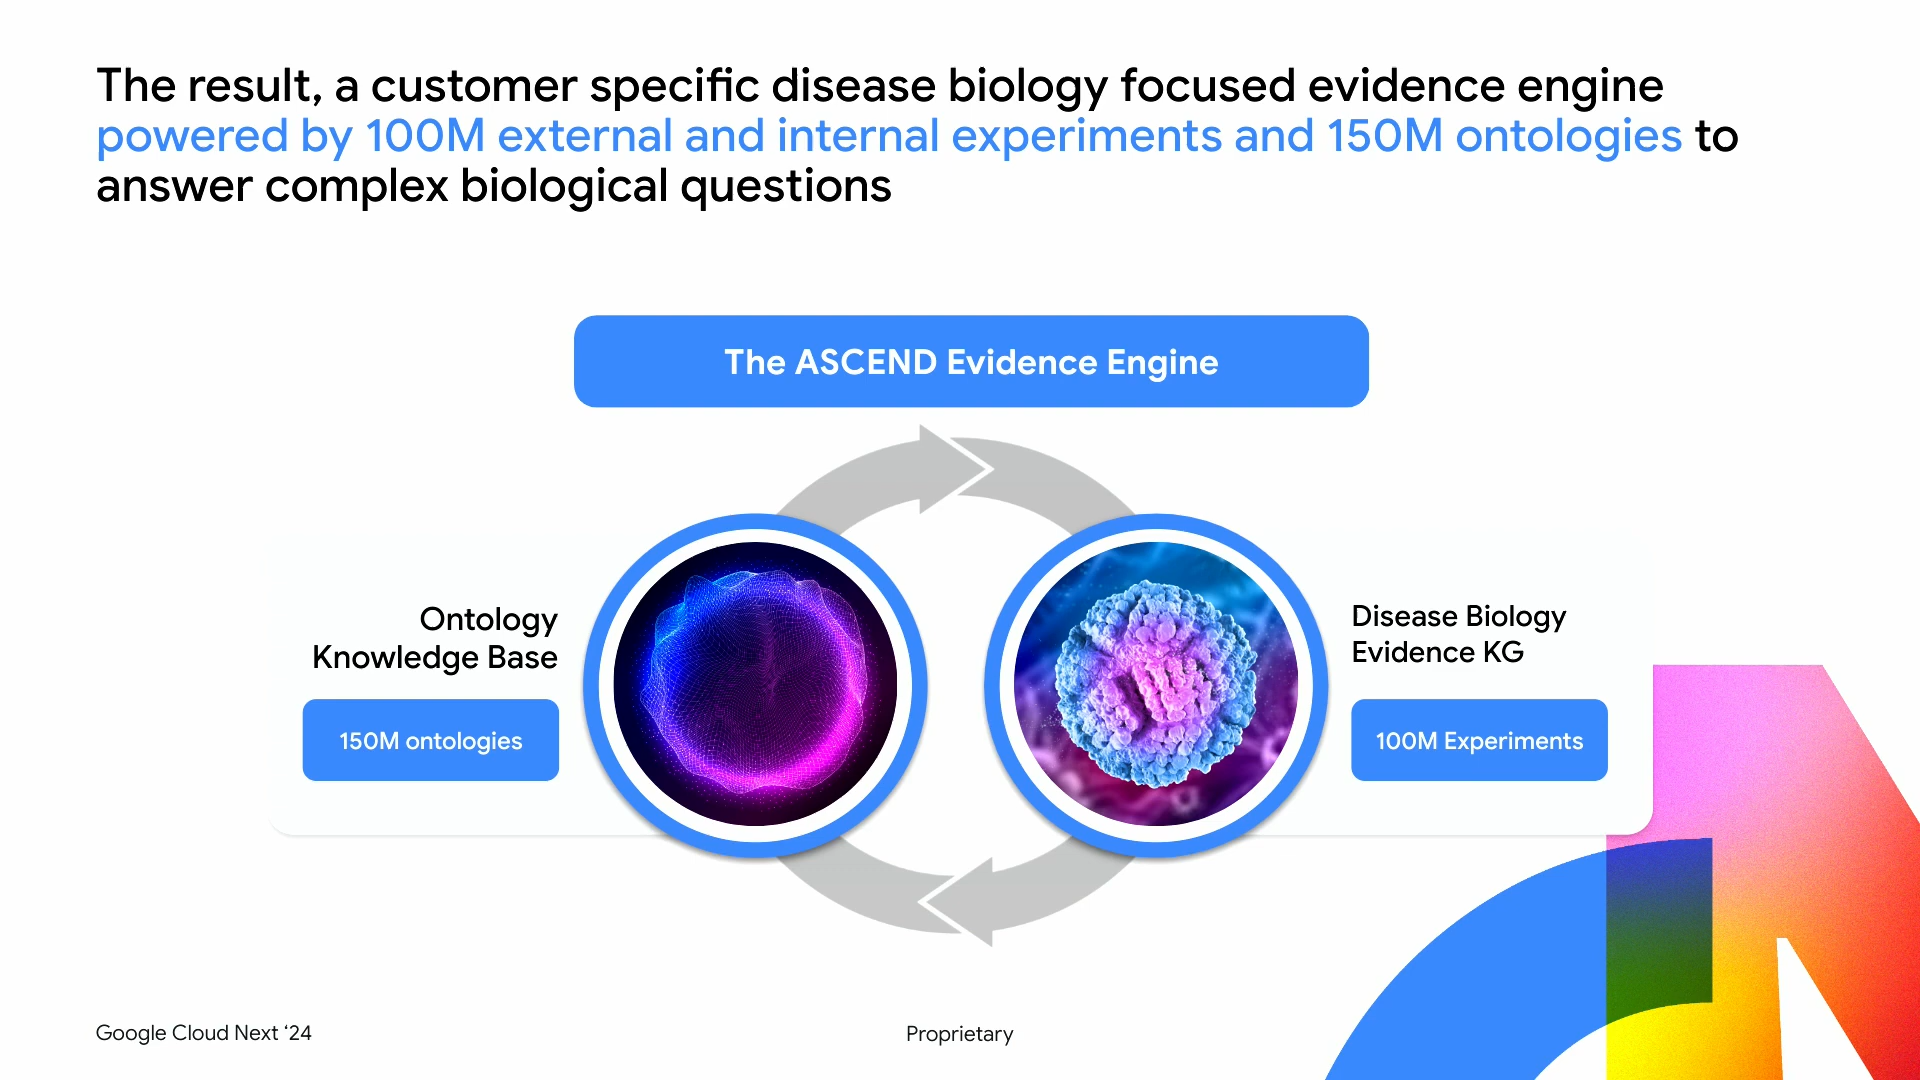 The result, a customer specific disease biology focused evidence engine
powered by 100M external and internal experiments and 150M ontologies to
answer complex biological questions
The ASCEND Evidence Engine
Ontology
Knowledge Base
150M ontologies
Disease Biology
Evidence KG
100M Experiments
Google Cloud Next ‘24
Proprietary